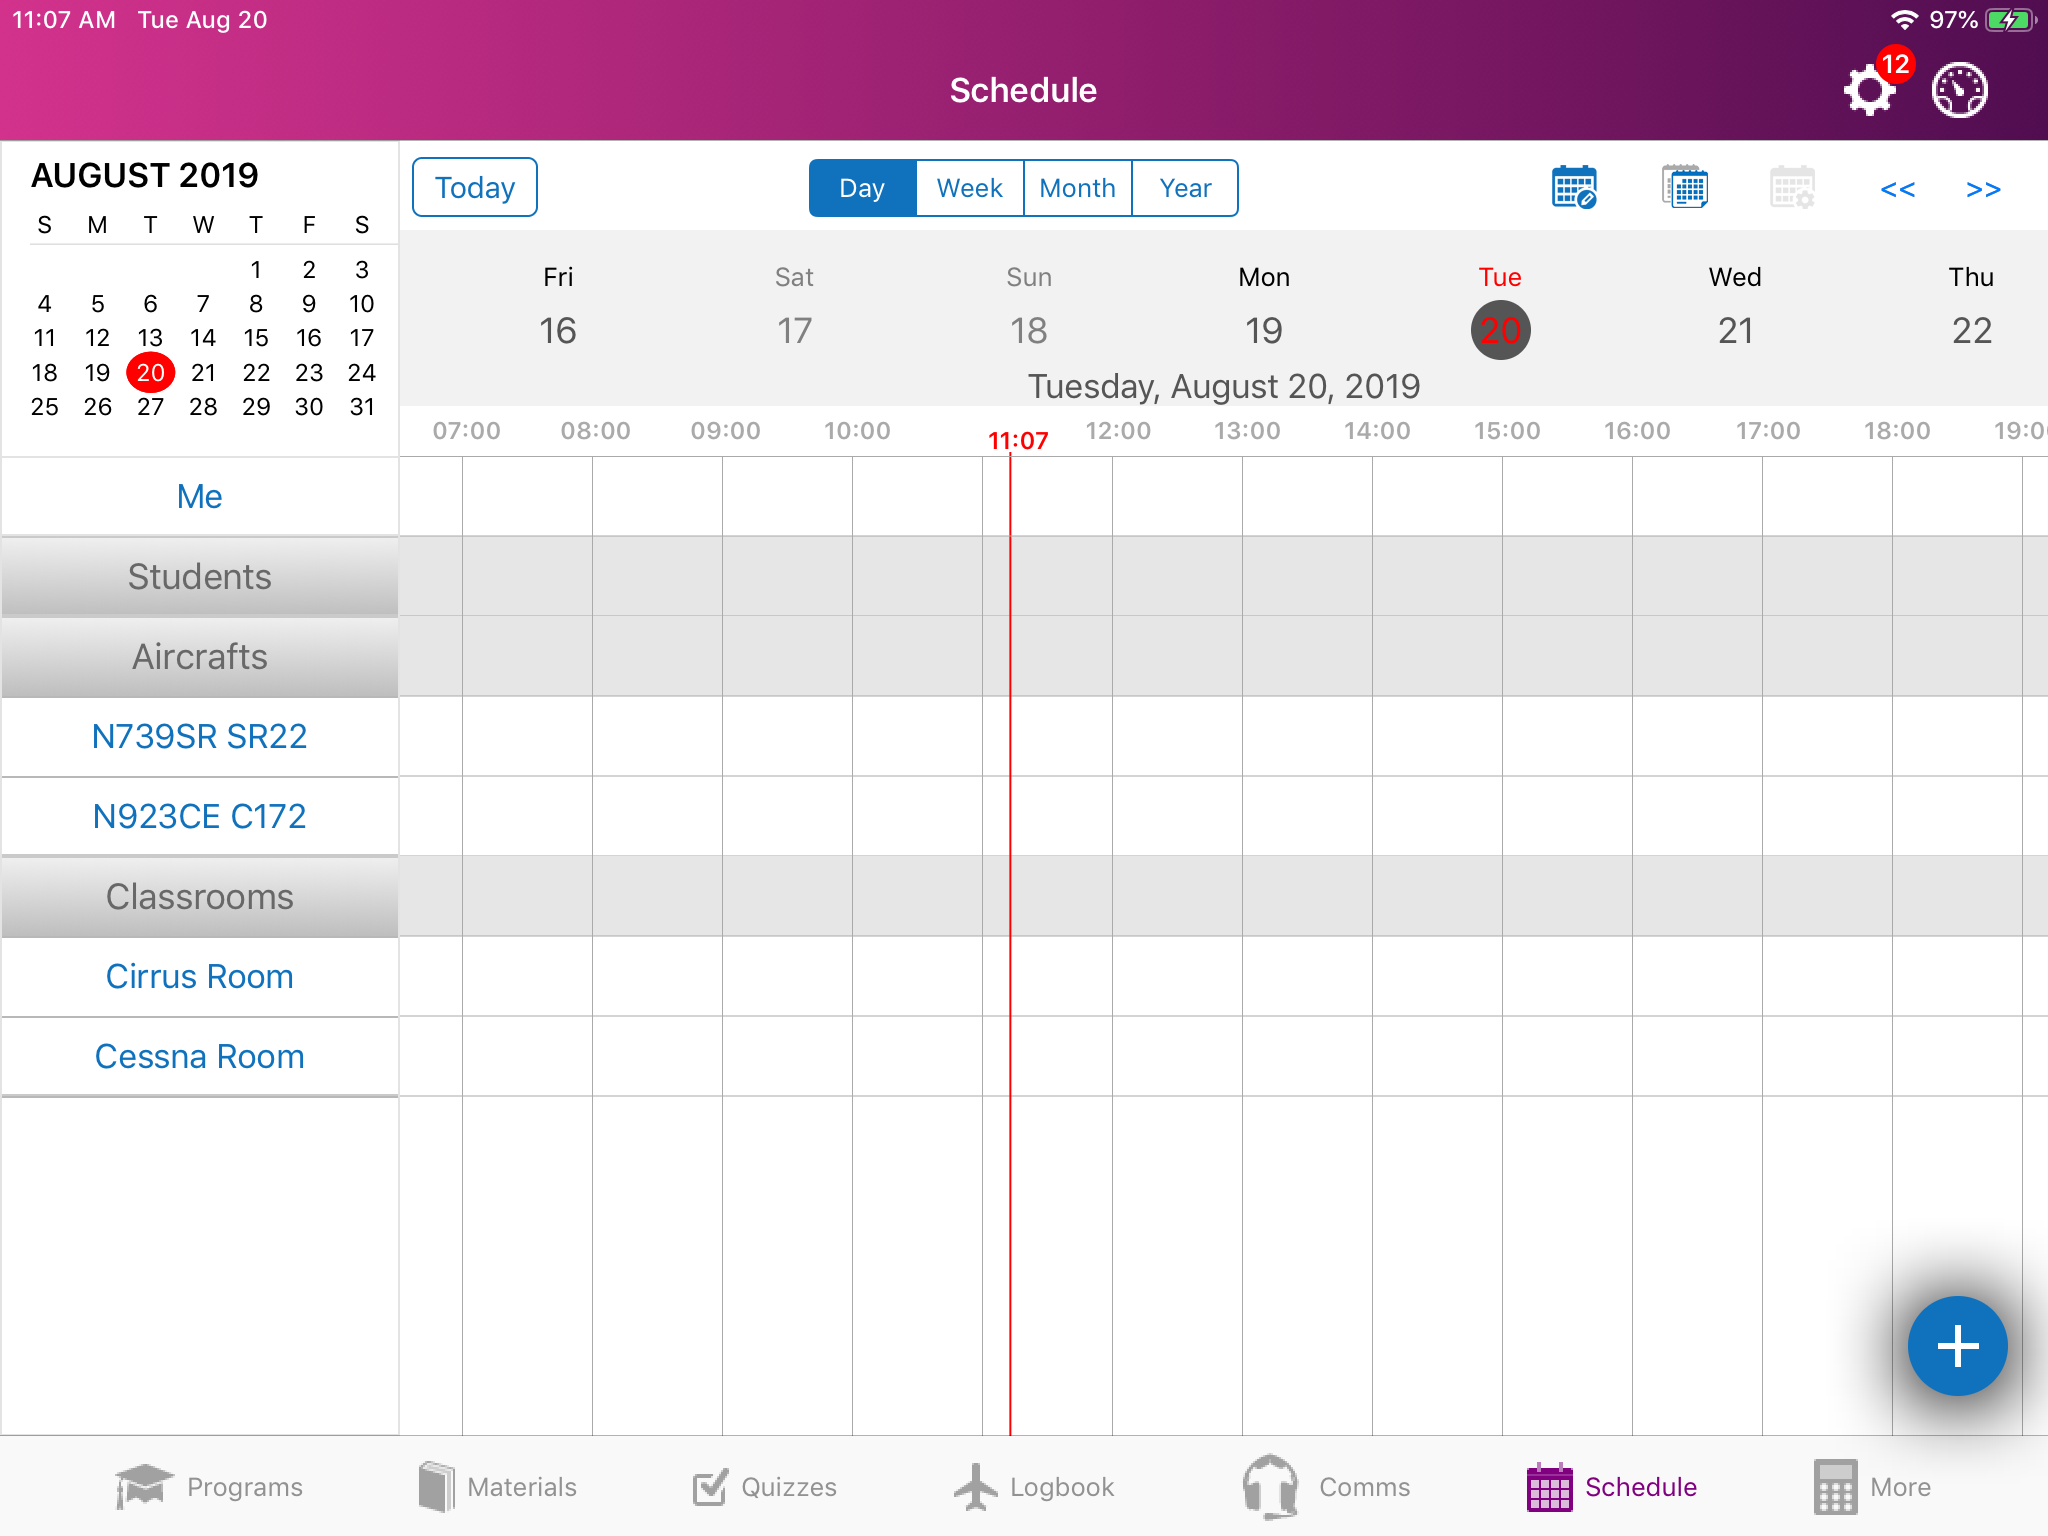 11:07 AM Tue Aug 20 97%
Schedule
12
AUGUST 2019
S M T W T F S
1 2 3
4 5 6 7 8 9 10
11 12 13 14 15 16 17
18 19 20 21 22 23 24
25 26 27 28 29 30 31
Today Day Week Month Year << >>
Fri Sat Sun Mon Tue Wed Thu
16 17 18 19 20 21 22
Tuesday, August 20, 2019
07:00 08:00 09:00 10:00 11:07 12:00 13:00 14:00 15:00 16:00 17:00 18:00 19:0
Me
Students
Aircrafts
N739SR SR22
N923CE C172
Classrooms
Cirrus Room
Cessna Room
+
Programs Materials Quizzes Logbook Comms Schedule More